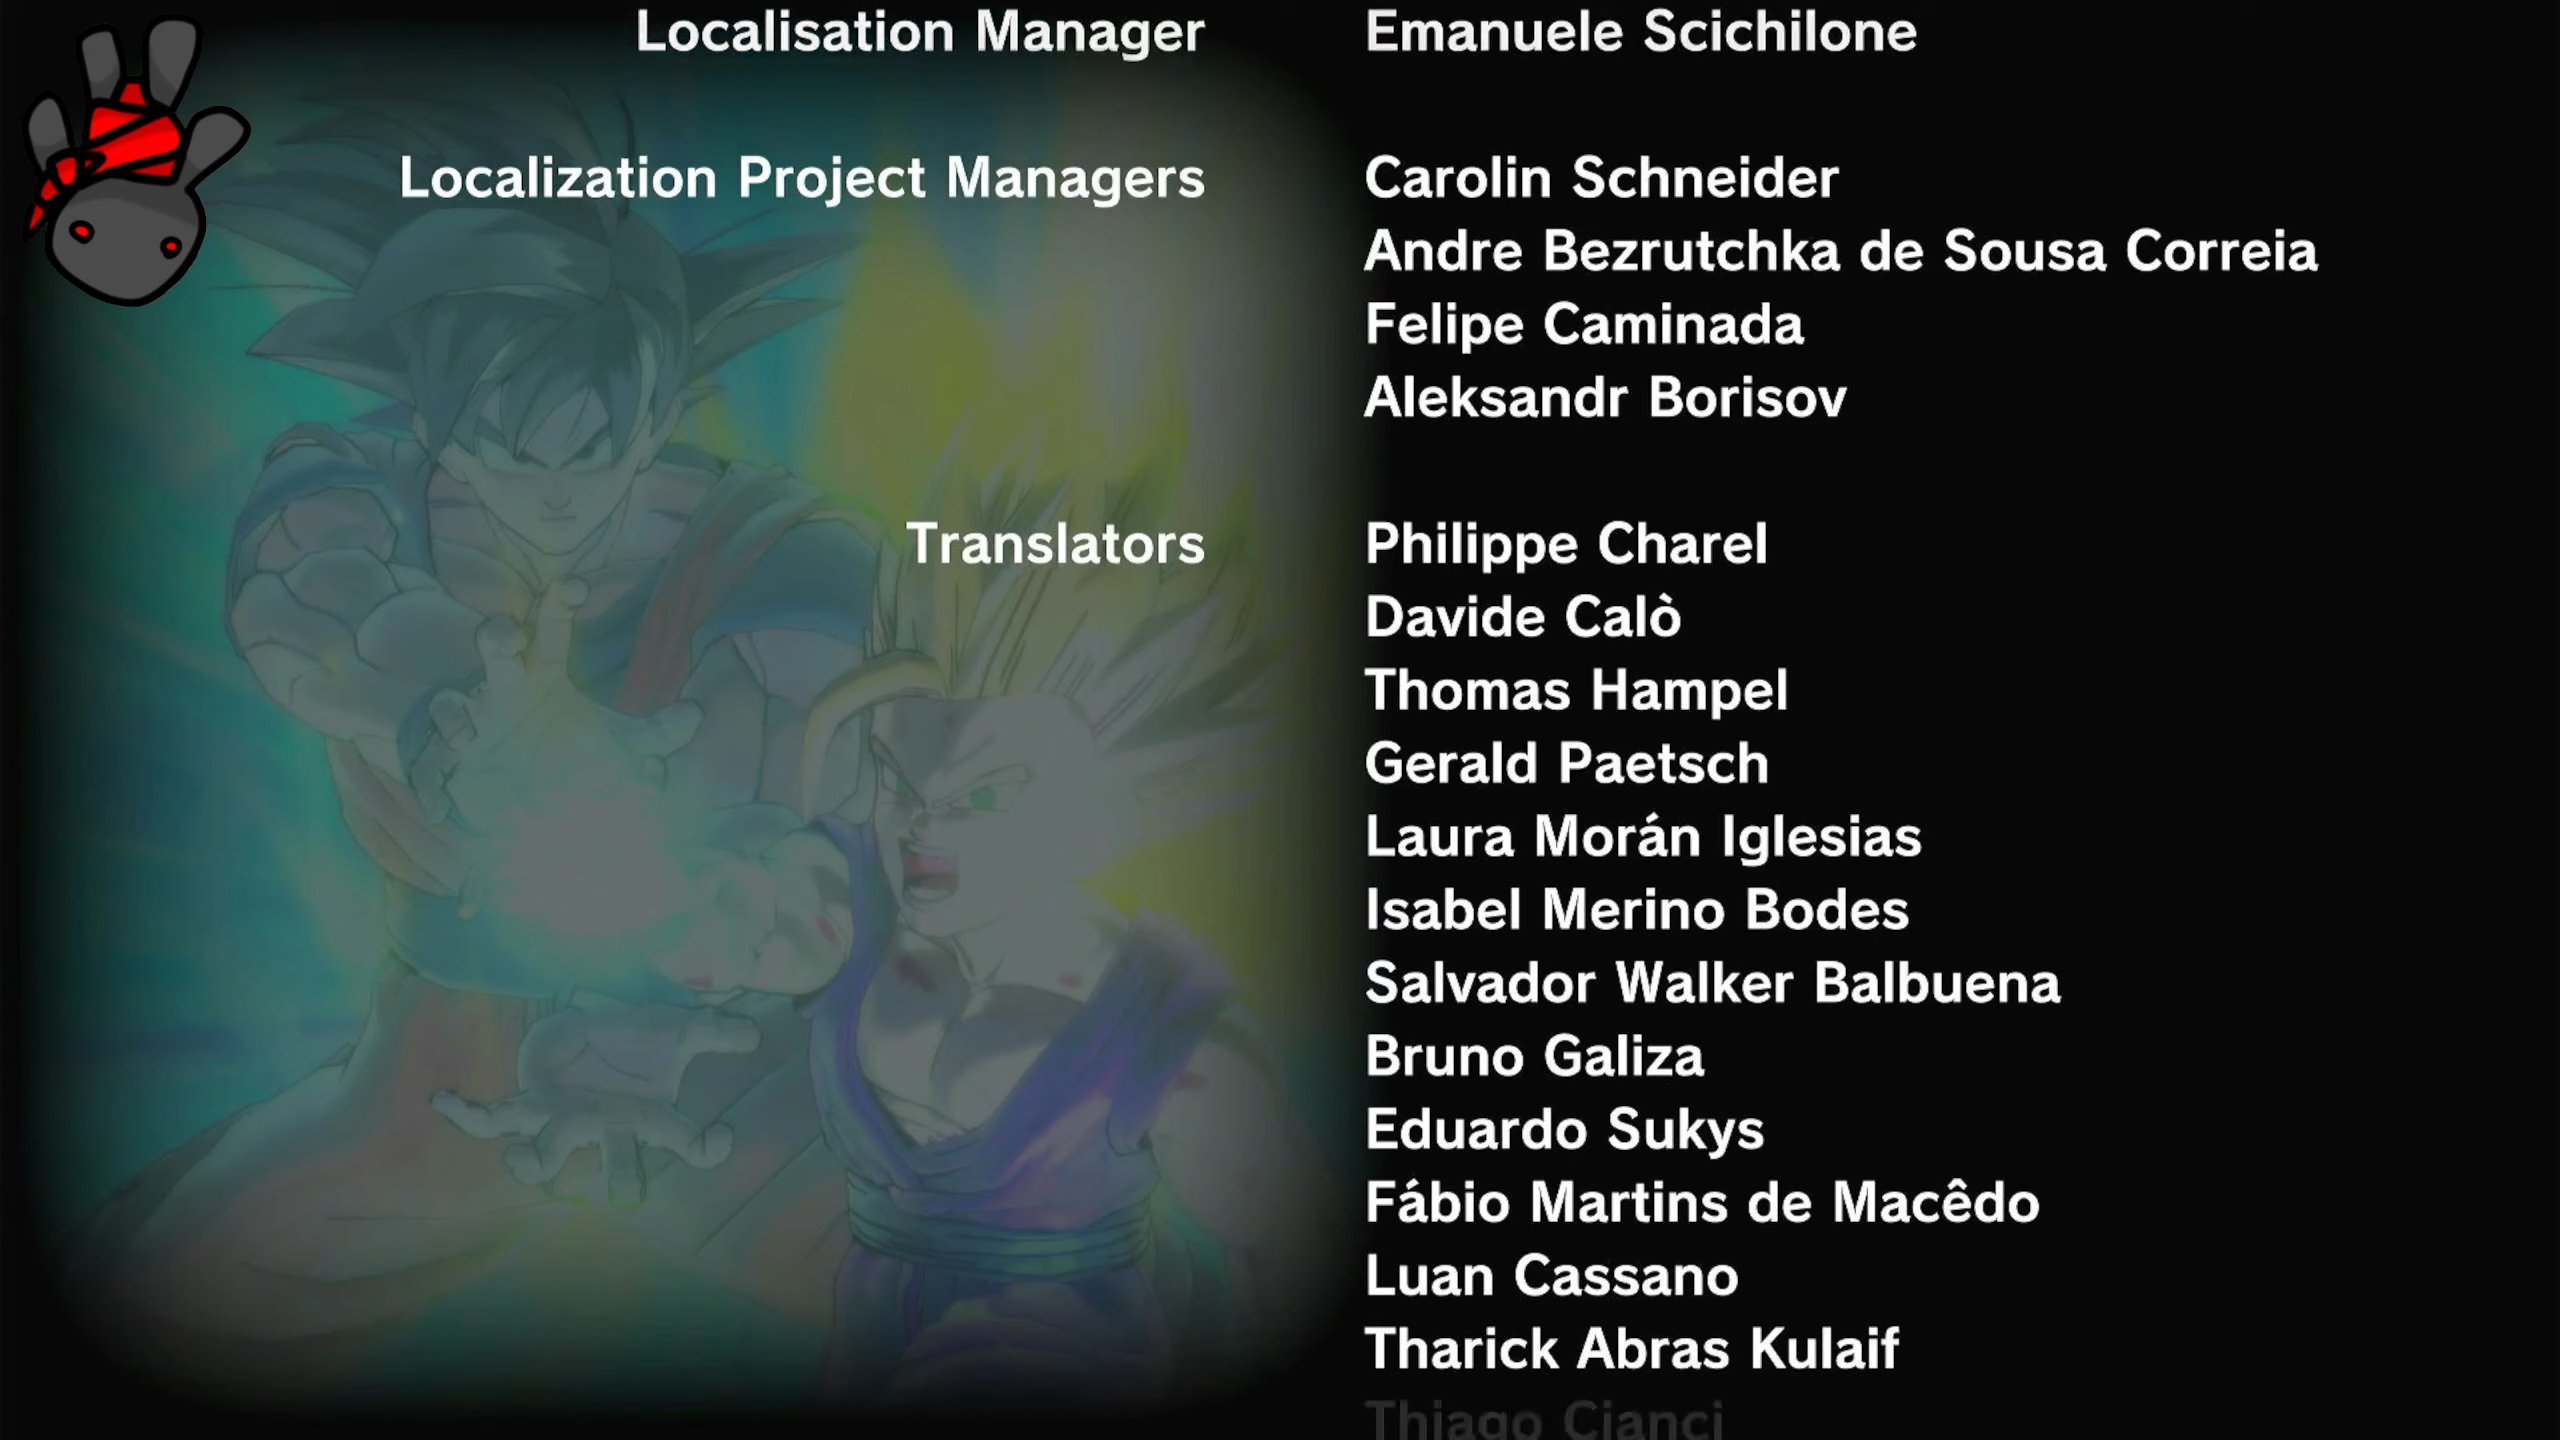 Localisation Manager Emanuele Scichilone
Localization Project Managers Carolin Schneider
Andre Bezrutchka de Sousa Correia
Felipe Caminada
Aleksandr Borisov
Translators Philippe Charel
Davide Calò
Thomas Hampel
Gerald Paetsch
Laura Morán Iglesias
Isabel Merino Bodes
Salvador Walker Balbuena
Bruno Galiza
Eduardo Sukys
Fábio Martins de Macêdo
Luan Cassano
Tharick Abras Kulaif
Thiago Cianci